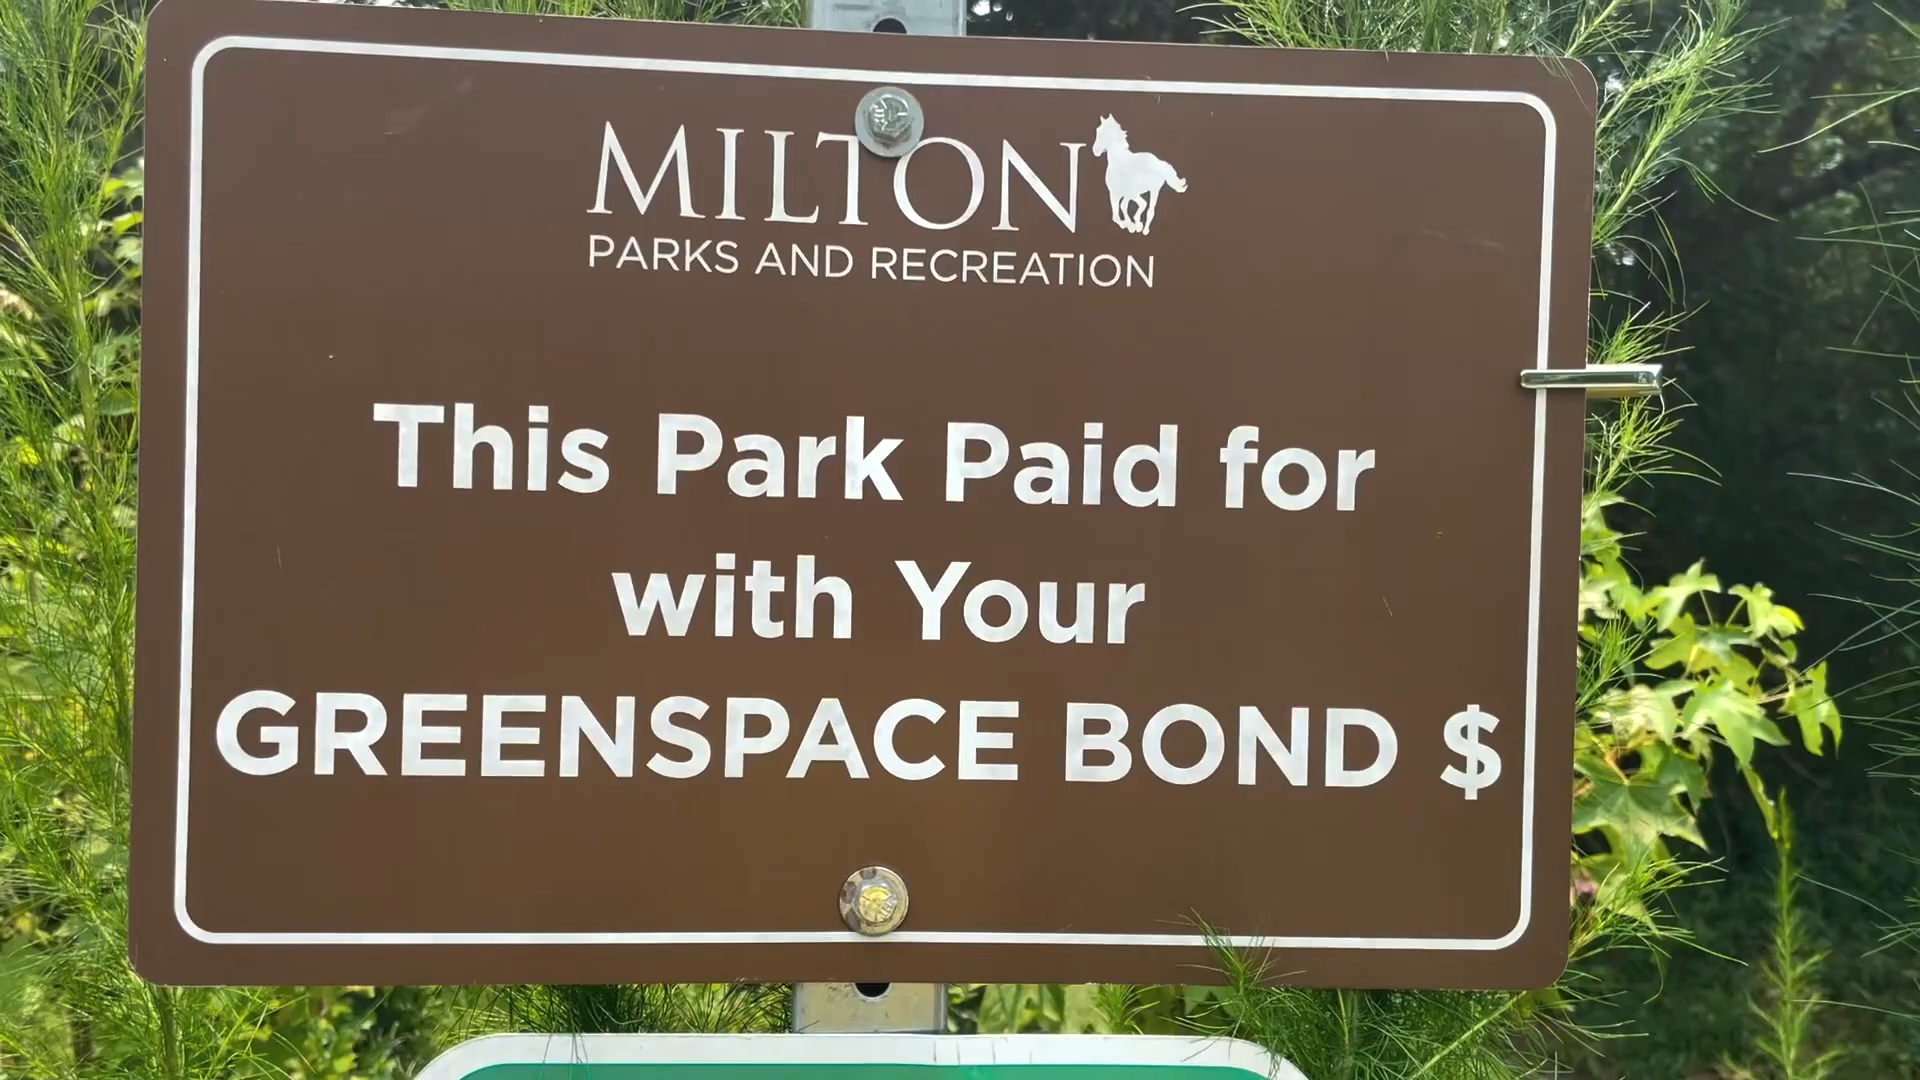 MILTON
PARKS AND RECREATION
This Park Paid for
with Your
GREENSPACE BOND $